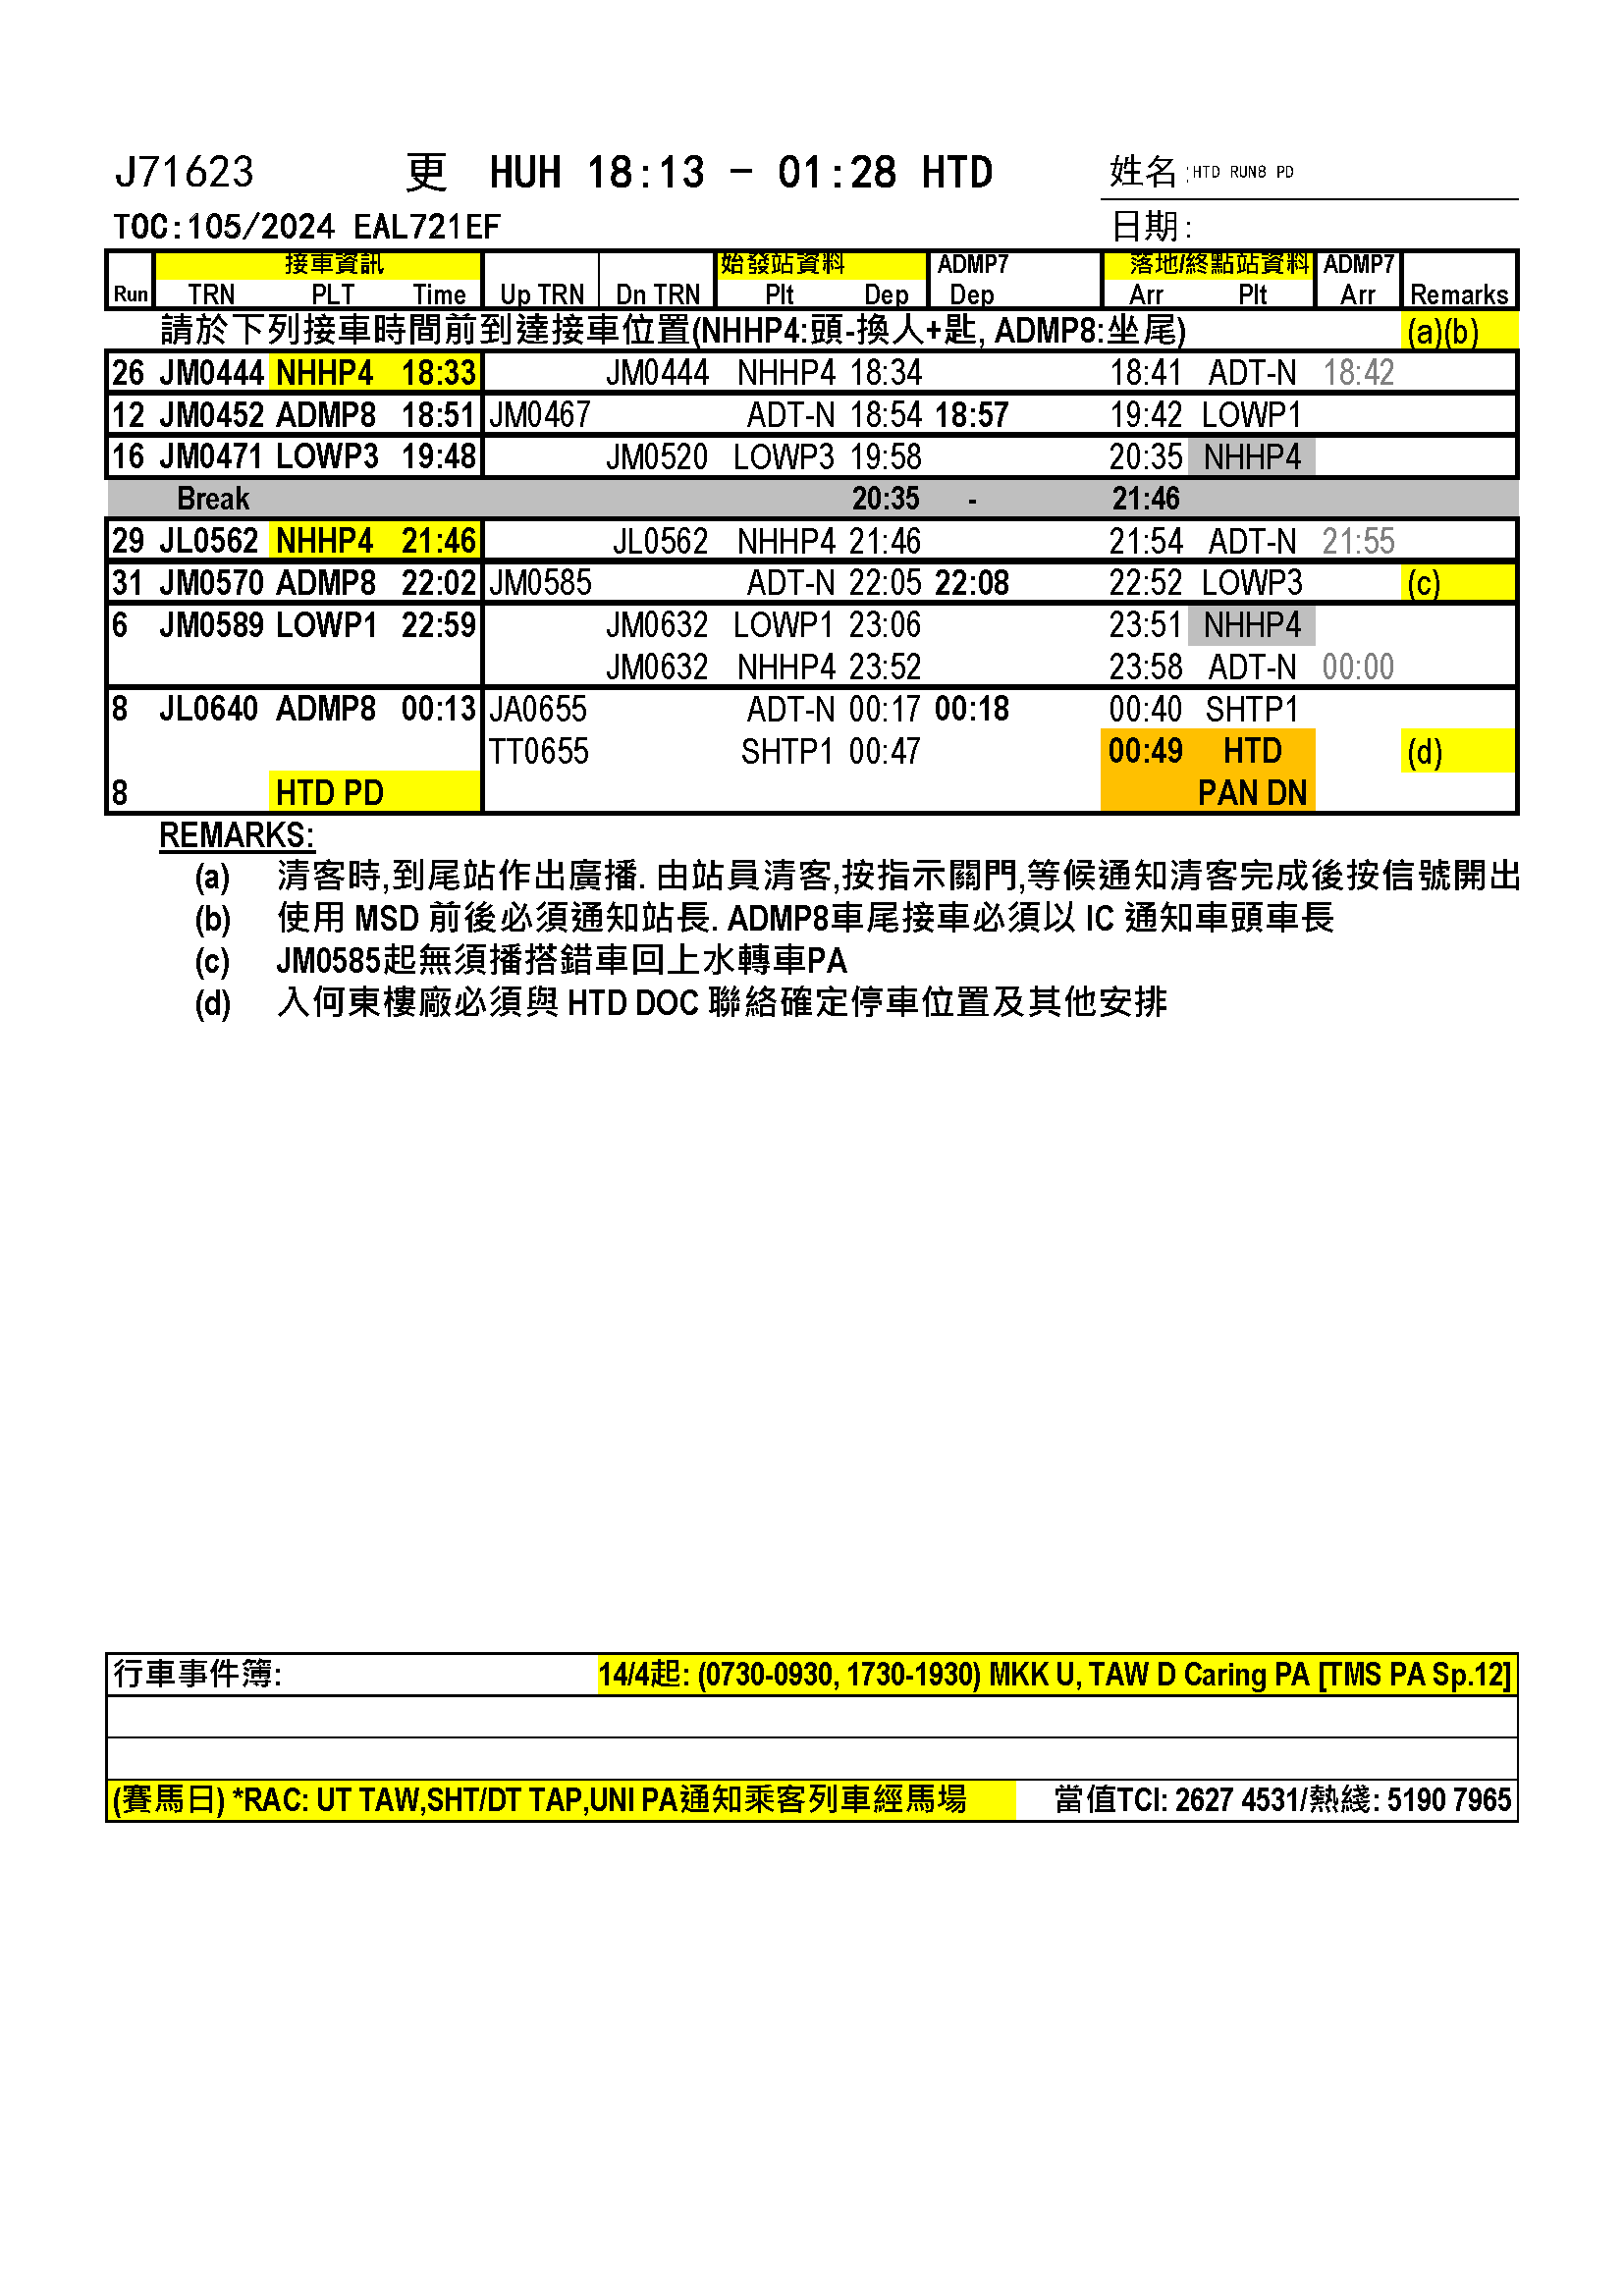 J71623 更 HUH 18:13 - 01:28 HTD 姓名:HTD RUN8 PD
TOC:105/2024 EAL721EF 日期:
接車資訊 始發站資料 ADMP7 落地/終點站資料 ADMP7
Run TRN PLT Time Up TRN Dn TRN Plt Dep Dep Arr Plt Arr Remarks
請於下列接車時間前到達接車位置(NHHP4:頭-換人+匙, ADMP8:坐尾) (a)(b)
26 JM0444 NHHP4 18:33 JM0444 NHHP4 18:34 18:41 ADT-N 18:42
12 JM0452 ADMP8 18:51 JM0467 ADT-N 18:54 18:57 19:42 LOWP1
16 JM0471 LOWP3 19:48 JM0520 LOWP3 19:58 20:35 NHHP4
Break 20:35 - 21:46
29 JL0562 NHHP4 21:46 JL0562 NHHP4 21:46 21:54 ADT-N 21:55
31 JM0570 ADMP8 22:02 JM0585 ADT-N 22:05 22:08 22:52 LOWP3 (c)
6 JM0589 LOWP1 22:59 JM0632 LOWP1 23:06 23:51 NHHP4
JM0632 NHHP4 23:52 23:58 ADT-N 00:00
8 JL0640 ADMP8 00:13 JA0655 ADT-N 00:17 00:18 00:40 SHTP1
TT0655 SHTP1 00:47 00:49 HTD (d)
8 HTD PD PAN DN
REMARKS:
(a) 清客時,到尾站作出廣播. 由站員清客,按指示關門,等候通知清客完成後按信號開出
(b) 使用 MSD 前後必須通知站長. ADMP8車尾接車必須以 IC 通知車頭車長
(c) JM0585起無須播搭錯車回上水轉車PA
(d) 入何東樓廠必須與 HTD DOC 聯絡確定停車位置及其他安排
行車事件簿: 14/4起: (0730-0930, 1730-1930) MKK U, TAW D Caring PA [TMS PA Sp.12]
(賽馬日) *RAC: UT TAW,SHT/DT TAP,UNI PA通知乘客列車經馬場 當值TCI: 2627 4531/熱綫: 5190 7965